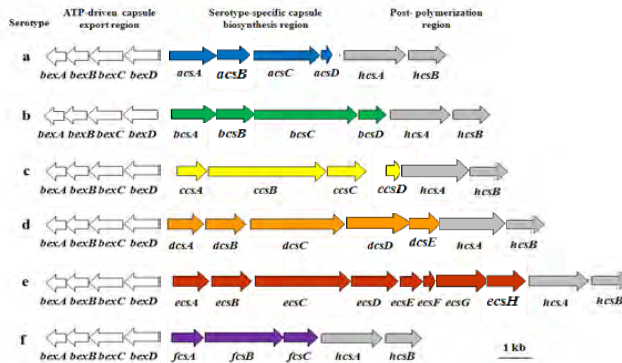 ATP-driven capsule export region
Serotype-specific capsule biosynthesis region
Post- polymerization region
Serotype
a
bexA bexB bexC bexD acsA acsB acsC acsD hcsA hcsB
b
bexA bexB bexC bexD bcsA bcsB bcsC bcsD hcsA hcsB
c
bexA bexB bexC bexD ccsA ccsB ccsC ccsD hcsA hcsB
d
bexA bexB bexC bexD dcsA dcsB dcsC dcsD dcsE hcsA hcsB
e
bexA bexB bexC bexD ecsA ecsB ecsC ecsD ecsE ecsF ecsG ecsH hcsA hcsB
f
bexA bexB bexC bexD fcsA fcsB fcsC hcsA hcsB
1 kb